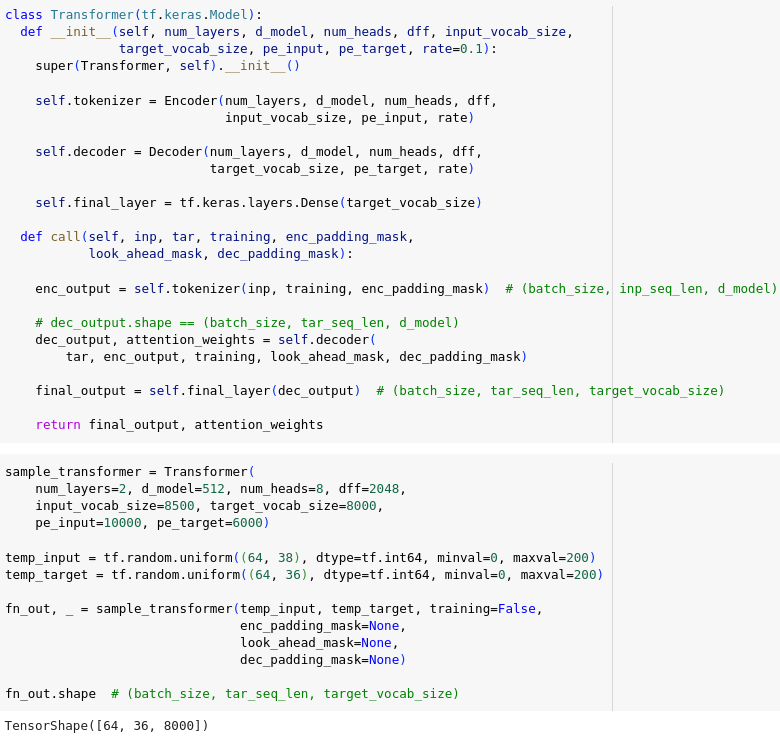 class Transformer(tf.keras.Model):
  def __init__(self, num_layers, d_model, num_heads, dff, input_vocab_size,
               target_vocab_size, pe_input, pe_target, rate=0.1):
    super(Transformer, self).__init__()

    self.tokenizer = Encoder(num_layers, d_model, num_heads, dff,
                             input_vocab_size, pe_input, rate)

    self.decoder = Decoder(num_layers, d_model, num_heads, dff,
                           target_vocab_size, pe_target, rate)

    self.final_layer = tf.keras.layers.Dense(target_vocab_size)

  def call(self, inp, tar, training, enc_padding_mask,
           look_ahead_mask, dec_padding_mask):

    enc_output = self.tokenizer(inp, training, enc_padding_mask)  # (batch_size, inp_seq_len, d_model)

    # dec_output.shape == (batch_size, tar_seq_len, d_model)
    dec_output, attention_weights = self.decoder(
        tar, enc_output, training, look_ahead_mask, dec_padding_mask)

    final_output = self.final_layer(dec_output)  # (batch_size, tar_seq_len, target_vocab_size)

    return final_output, attention_weights

sample_transformer = Transformer(
    num_layers=2, d_model=512, num_heads=8, dff=2048,
    input_vocab_size=8500, target_vocab_size=8000,
    pe_input=10000, pe_target=6000)

temp_input = tf.random.uniform((64, 38), dtype=tf.int64, minval=0, maxval=200)
temp_target = tf.random.uniform((64, 36), dtype=tf.int64, minval=0, maxval=200)

fn_out, _ = sample_transformer(temp_input, temp_target, training=False,
                               enc_padding_mask=None,
                               look_ahead_mask=None,
                               dec_padding_mask=None)

fn_out.shape  # (batch_size, tar_seq_len, target_vocab_size)

TensorShape([64, 36, 8000])